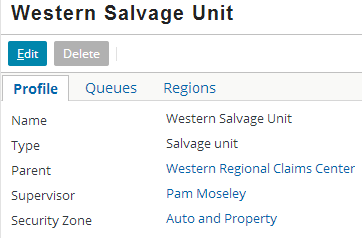 Western Salvage Unit
Edit Delete
Profile Queues Regions
Name Western Salvage Unit
Type Salvage unit
Parent Western Regional Claims Center
Supervisor Pam Moseley
Security Zone Auto and Property